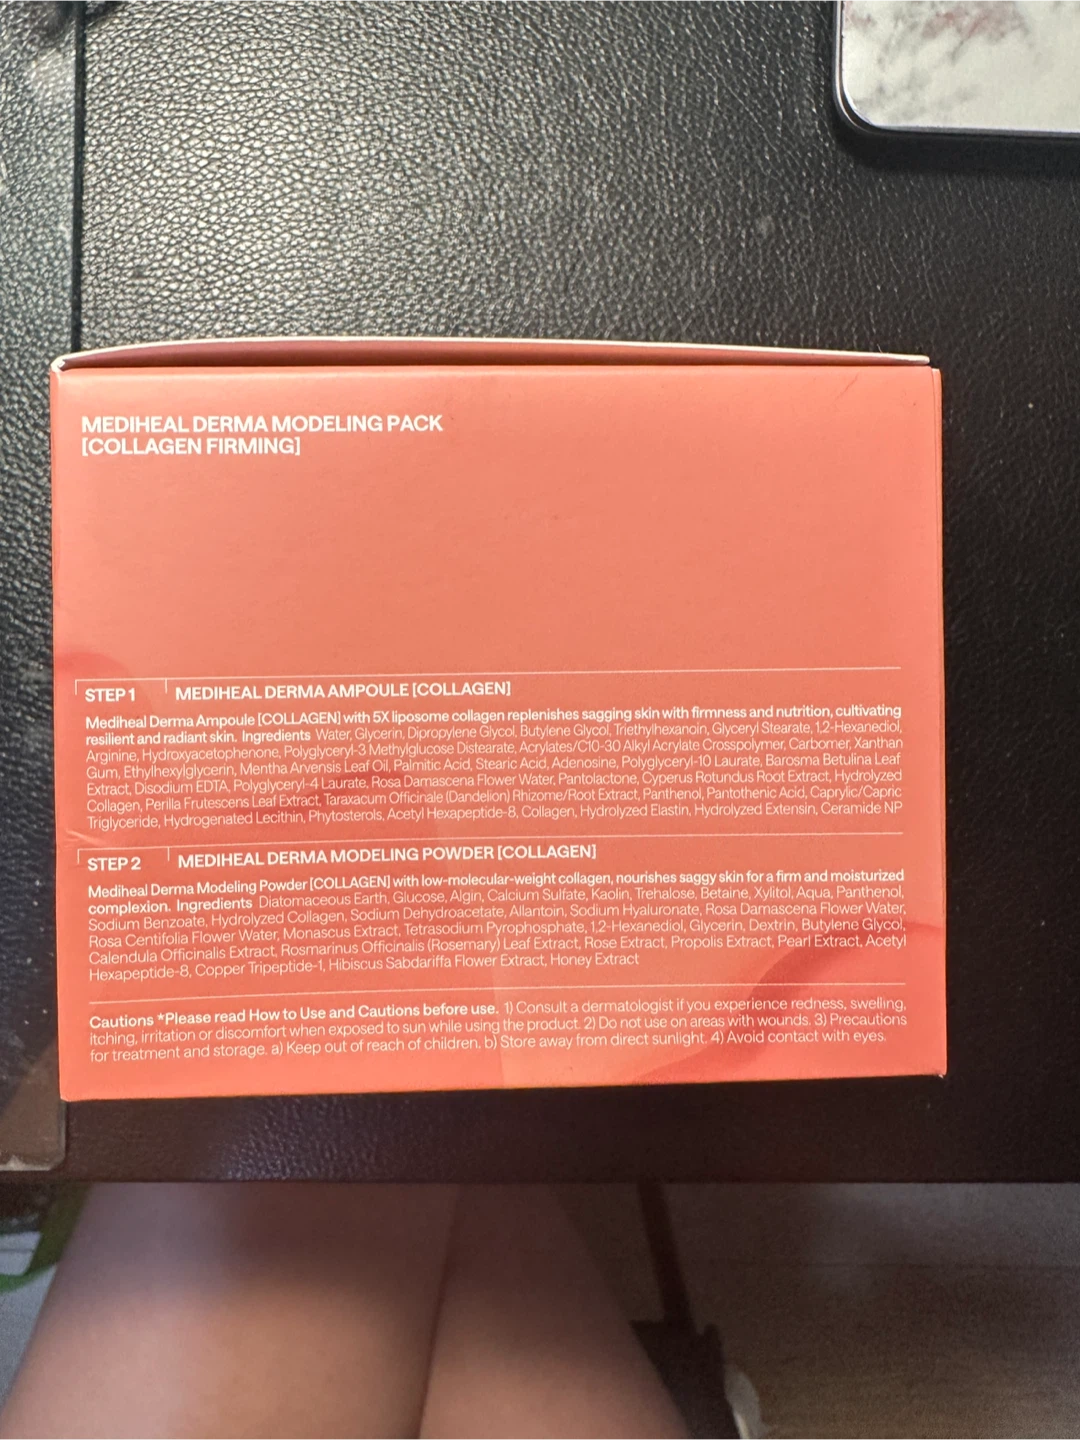 MEDIHEAL DERMA MODELING PACK
[COLLAGEN FIRMING]
STEP 1
MEDIHEAL DERMA AMPOULE [COLLAGEN]
Mediheal Derma Ampoule [COLLAGEN] with 5X liposome collagen replenishes sagging skin with firmness and nutrition, cultivating
resilient and radiant skin. Ingredients Water, Glycerin, Dipropylene Glycol, Butylene Glycol, Triethylhexanoin, Glyceryl Stearate, 1,2-Hexanediol,
Arginine, Hydroxyacetophenone, Polyglyceryl-3 Methylglucose Distearate, Acrylates/C10-30 Alkyl Acrylate Crosspolymer, Carbomer, Xanthan
Gum, Ethylhexylglycerin, Mentha Arvensis Leaf Oil, Palmitic Acid, Stearic Acid, Adenosine, Polyglyceryl-10 Laurate, Barosma Betulina Leaf
Extract, Disodium EDTA, Polyglyceryl-4 Laurate, Rosa Damascena Flower Water, Pantolactone, Cyperus Rotundus Root Extract, Hydrolyzed
Collagen, Perilla Frutescens Leaf Extract, Taraxacum Officinale (Dandelion) Rhizome/Root Extract, Panthenol, Pantothenic Acid, Caprylic/Capric
Triglyceride, Hydrogenated Lecithin, Phytosterols, Acetyl Hexapeptide-8, Collagen, Hydrolyzed Elastin, Hydrolyzed Extensin, Ceramide NP
STEP 2
MEDIHEAL DERMA MODELING POWDER [COLLAGEN]
Mediheal Derma Modeling Powder [COLLAGEN] with low-molecular-weight collagen, nourishes saggy skin for a firm and moisturized
complexion. Ingredients Diatomaceous Earth, Glucose, Algin, Calcium Sulfate, Kaolin, Trehalose, Betaine, Xylitol, Aqua, Panthenol,
Sodium Benzoate, Hydrolyzed Collagen, Sodium Dehydroacetate, Allantoin, Sodium Hyaluronate, Rosa Damascena Flower Water,
Rosa Centifolia Flower Water, Monascus Extract, Tetrasodium Pyrophosphate, 1,2-Hexanediol, Glycerin, Dextrin, Butylene Glycol,
Calendula Officinalis Extract, Rosmarinus Officinalis (Rosemary) Leaf Extract, Rose Extract, Propolis Extract, Pearl Extract, Acetyl
Hexapeptide-8, Copper Tripeptide-1, Hibiscus Sabdariffa Flower Extract, Honey Extract
Cautions *Please read How to Use and Cautions before use. 1) Consult a dermatologist if you experience redness, swelling,
itching, irritation or discomfort when exposed to sun while using the product. 2) Do not use on areas with wounds. 3) Precautions
for treatment and storage. a) Keep out of reach of children. b) Store away from direct sunlight. 4) Avoid contact with eyes.